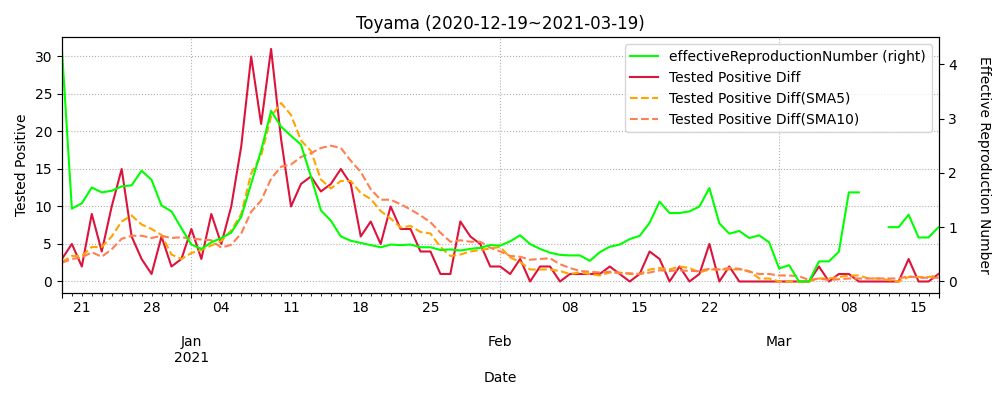 Toyama (2020-12-19~2021-03-19)
effectiveReproductionNumber (right)
Tested Positive Diff
Tested Positive Diff(SMA5)
Tested Positive Diff(SMA10)
Tested Positive
30
25
20
15
10
5
0
Effective Reproduction Number
4
3
2
1
0
21 28 04 11 18 25 08 15 22 08 15
Jan Feb Mar
2021
Date